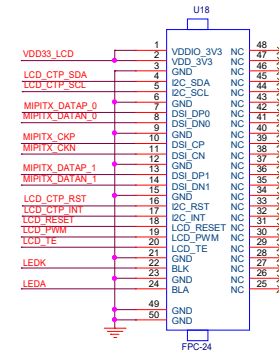 U18
1 VDDIO_3V3 NC 48
VDD33_LCD 2 VDD_3V3 NC 47
3 GND NC 46
LCD_CTP_SDA 4 I2C_SDA NC 45
LCD_CTP_SCL 5 I2C_SCL NC 44
6 GND NC 43
MIPITX_DATAP_0 7 DSI_DP0 NC 42
MIPITX_DATAN_0 8 DSI_DN0 NC 41
9 GND NC 40
MIPITX_CKP 10 DSI_CP NC 39
MIPITX_CKN 11 DSI_CN NC 38
12 GND NC 37
MIPITX_DATAP_1 13 DSI_DP1 NC 36
MIPITX_DATAN_1 14 DSI_DN1 NC 35
15 GND NC 34
LCD_CTP_RST 16 I2C_RST NC 33
LCD_CTP_INT 17 I2C_INT NC 32
LCD_RESET 18 LCD_RESET NC 31
LCD_PWM 19 LCD_PWM NC 30
LCD_TE 20 LCD_TE NC 29
21 GND NC 28
LEDK 22 BLK NC 27
23 GND NC 26
LEDA 24 BLA NC 25
49 GND
50 GND
FPC-24